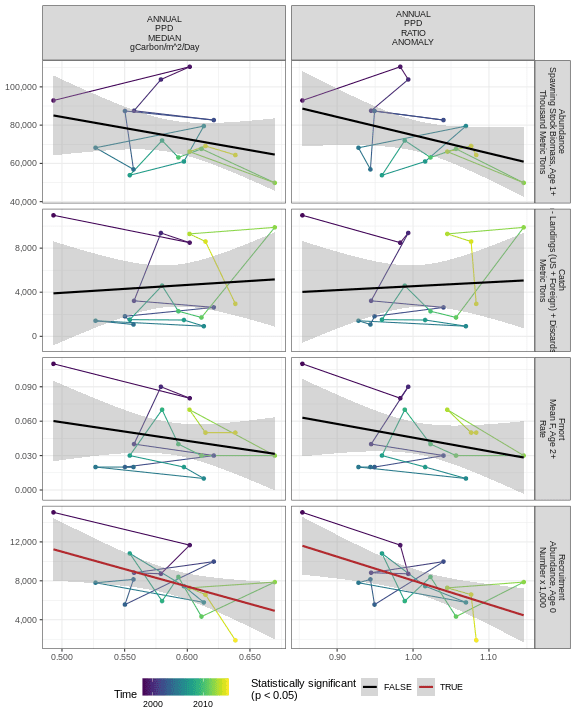 ANNUAL
PPD
MEDIAN
gCarbon/m^2/Day
ANNUAL
PPD
RATIO
ANOMALY
100,000
80,000
60,000
40,000
Abundance
Spawning Stock Biomass, Age 1+
Thousand Metric Tons
8,000
4,000
0
Catch
- Landings (US + Foreign) + Discards
Metric Tons
0.090
0.060
0.030
0.000
Fmort
Mean F, Age 2+
Rate
12,000
8,000
4,000
Recruitment
Abundance, Age 0
Number x 1,000
0.500 0.550 0.600 0.650
0.90 1.00 1.10
Time
2000 2010
Statistically significant
(p < 0.05)
FALSE TRUE